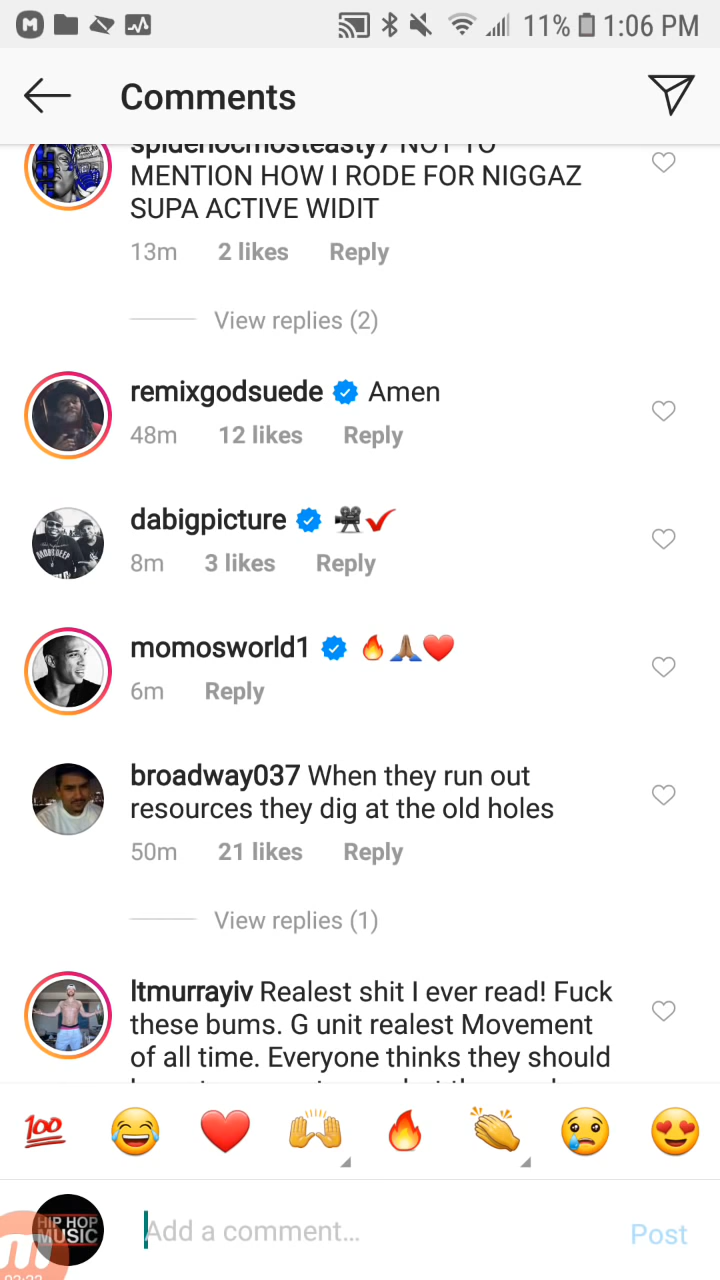 11% 1:06 PM
Comments
spiderlocmosteasty7 NOT TO
MENTION HOW I RODE FOR NIGGAZ
SUPA ACTIVE WIDIT
13m 2 likes Reply
View replies (2)
remixgodsuede Amen
48m 12 likes Reply
dabigpicture 🎥✔
8m 3 likes Reply
momosworld1 🔥🙏🏽❤️
6m Reply
broadway037 When they run out
resources they dig at the old holes
50m 21 likes Reply
View replies (1)
ltmurrayiv Realest shit I ever read! Fuck
these bums. G unit realest Movement
of all time. Everyone thinks they should
💯 😂 ❤️ 🙌 🔥 👏 😢 😍
HIP HOP
MUSIC
Add a comment... Post